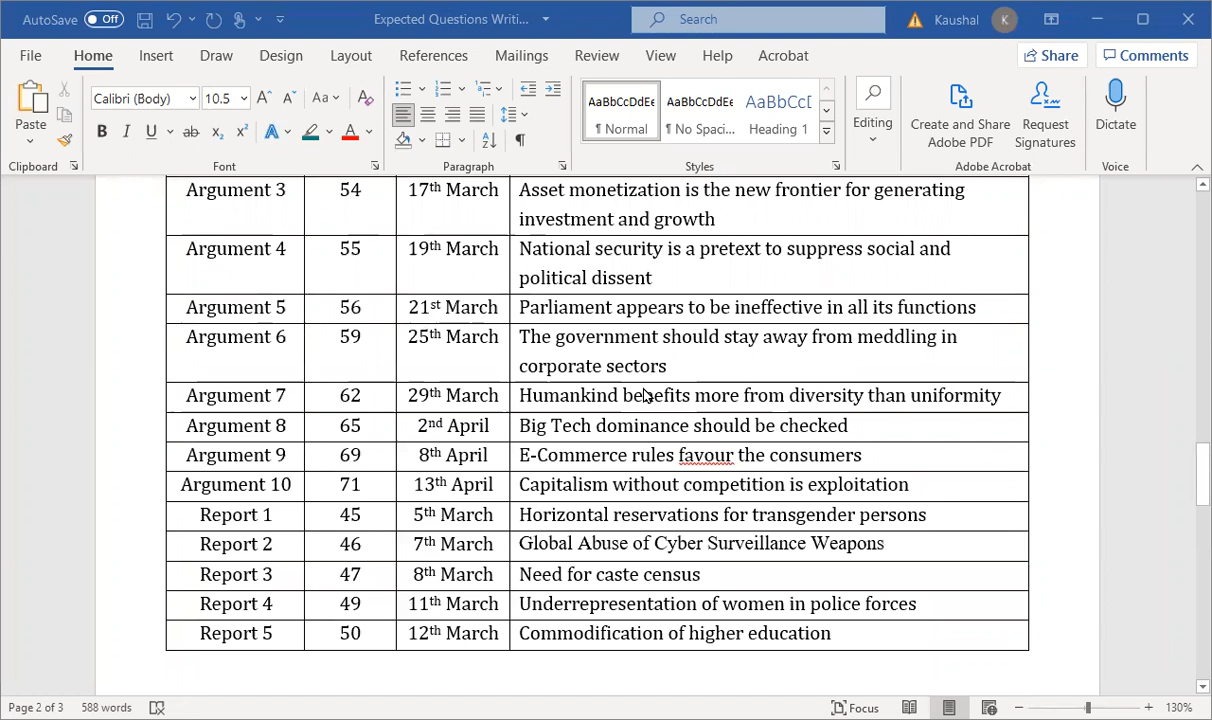 AutoSave Off Expected Questions Writi... Search Kaushal K
File Home Insert Draw Design Layout References Mailings Review View Help Acrobat Share Comments
Paste Calibri (Body) 10.5 Aa AaBbCcDdEe AaBbCcDdEe AaBbCcD Editing Create and Share Adobe PDF Request Signatures Dictate
¶ Normal ¶ No Spaci... Heading 1
Clipboard Font Paragraph Styles Adobe Acrobat Voice
Argument 3 54 17th March Asset monetization is the new frontier for generating
investment and growth
Argument 4 55 19th March National security is a pretext to suppress social and
political dissent
Argument 5 56 21st March Parliament appears to be ineffective in all its functions
Argument 6 59 25th March The government should stay away from meddling in
corporate sectors
Argument 7 62 29th March Humankind benefits more from diversity than uniformity
Argument 8 65 2nd April Big Tech dominance should be checked
Argument 9 69 8th April E-Commerce rules favour the consumers
Argument 10 71 13th April Capitalism without competition is exploitation
Report 1 45 5th March Horizontal reservations for transgender persons
Report 2 46 7th March Global Abuse of Cyber Surveillance Weapons
Report 3 47 8th March Need for caste census
Report 4 49 11th March Underrepresentation of women in police forces
Report 5 50 12th March Commodification of higher education
Page 2 of 3 588 words Focus 130%